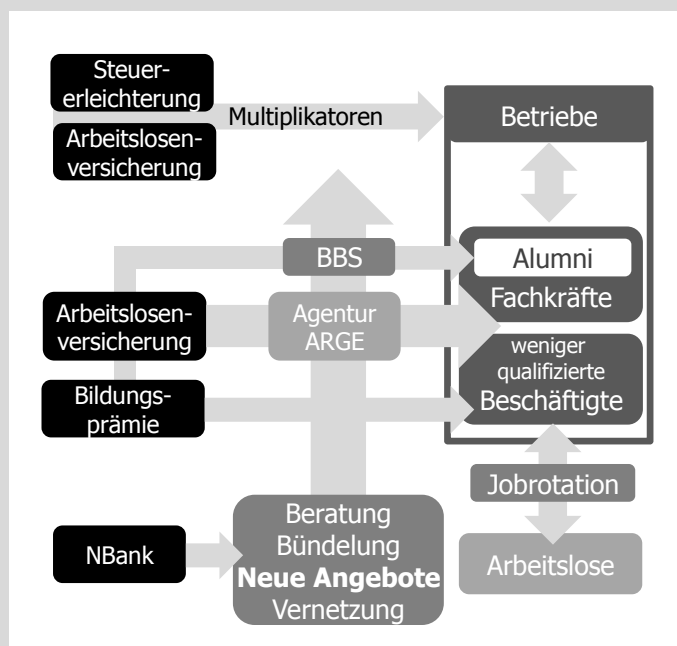 Steuer-
erleichterung
Multiplikatoren
Betriebe
Arbeitslosen-
versicherung
BBS
Alumni
Fachkräfte
Arbeitslosen-
versicherung
Agentur
ARGE
weniger
qualifizierte
Beschäftigte
Bildungs-
prämie
Jobrotation
Beratung
Bündelung
Neue Angebote
Vernetzung
NBank
Arbeitslose